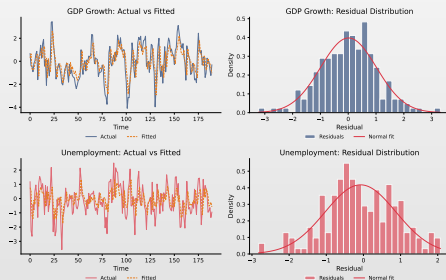 GDP Growth: Actual vs Fitted
2
0
−2
−4
0 25 50 75 100 125 150 175
Time
Actual Fitted
GDP Growth: Residual Distribution
Density
0.5
0.4
0.3
0.2
0.1
0.0
−3 −2 −1 0 1 2 3
Residual
Residuals Normal fit
Unemployment: Actual vs Fitted
2
1
0
−1
−2
−3
0 25 50 75 100 125 150 175
Time
Actual Fitted
Unemployment: Residual Distribution
Density
0.5
0.4
0.3
0.2
0.1
0.0
−3 −2 −1 0 1 2
Residual
Residuals Normal fit